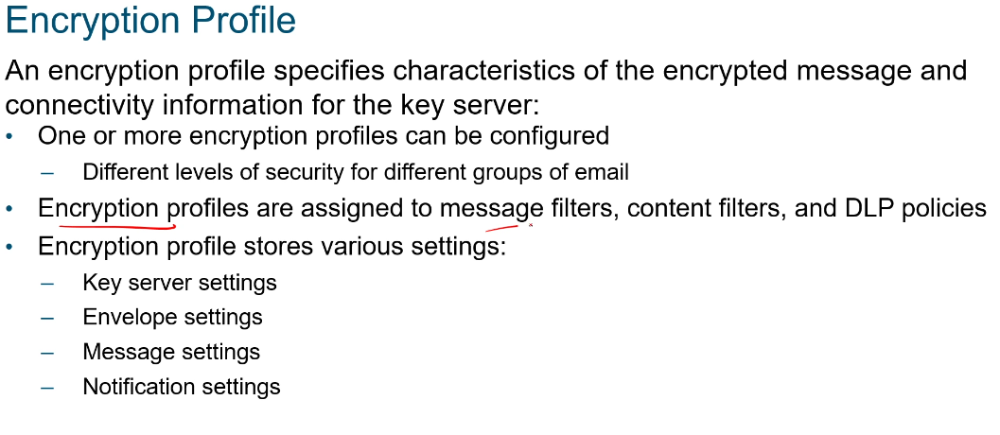 Encryption Profile
An encryption profile specifies characteristics of the encrypted message and
connectivity information for the key server:
• One or more encryption profiles can be configured
– Different levels of security for different groups of email
• Encryption profiles are assigned to message filters, content filters, and DLP policies
• Encryption profile stores various settings:
– Key server settings
– Envelope settings
– Message settings
– Notification settings